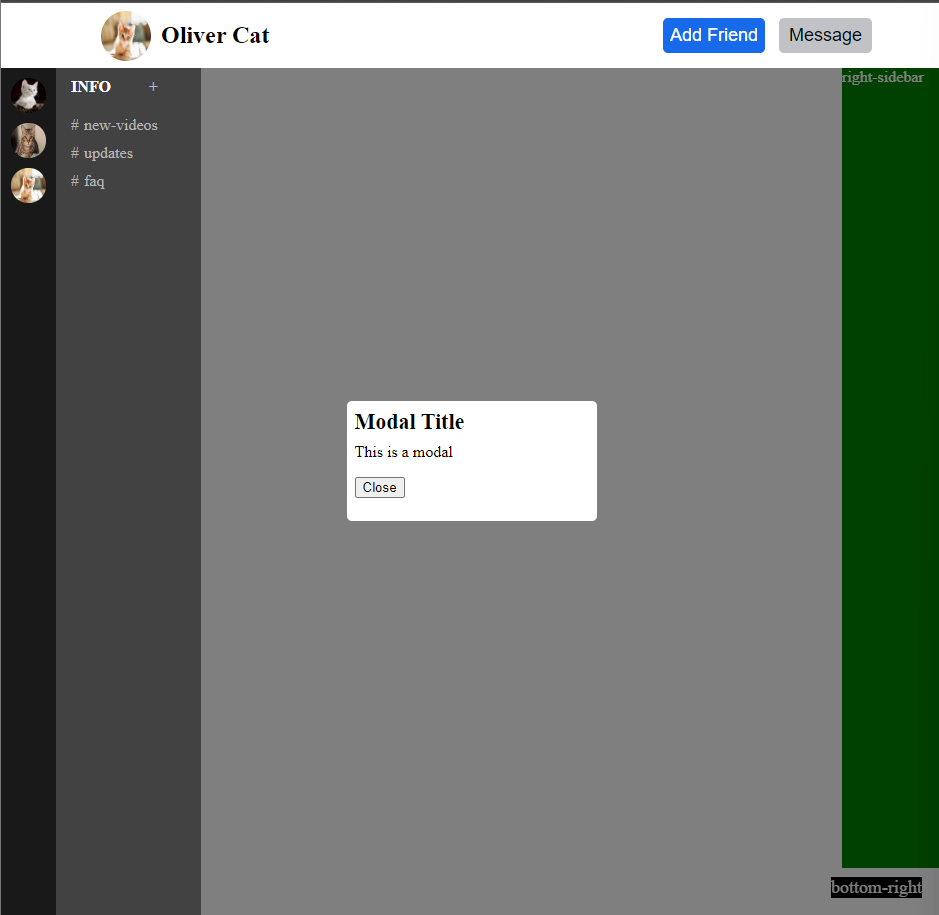 Oliver Cat
Add Friend
Message
INFO +
# new-videos
# updates
# faq
right-sidebar
Modal Title
This is a modal
Close
bottom-right